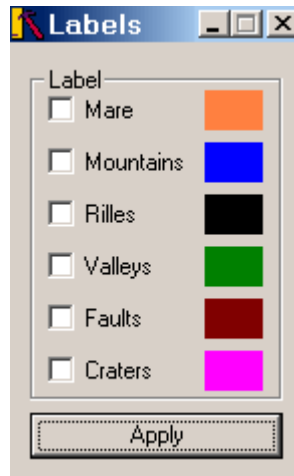 Labels
Label
Mare
Mountains
Rilles
Valleys
Faults
Craters
Apply